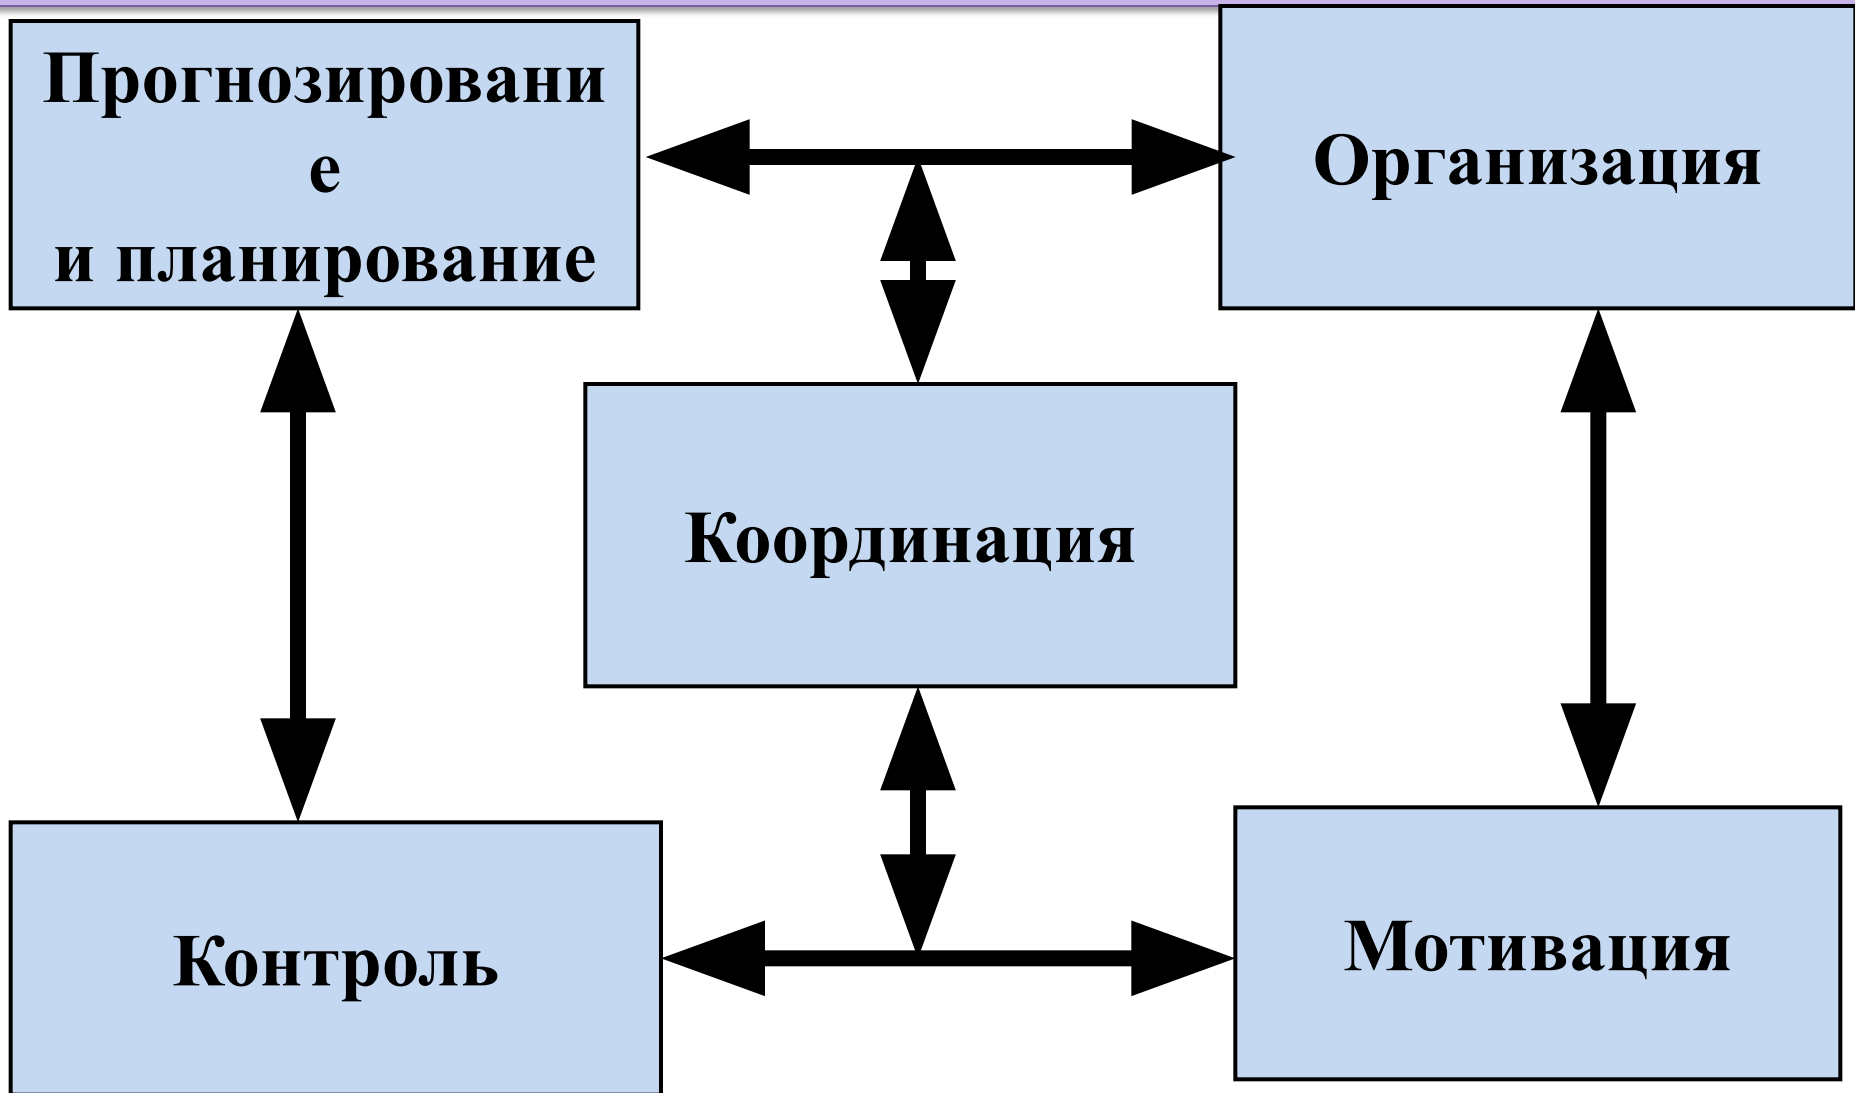 Прогнозировани
е
и планирование
Организация
Координация
Контроль
Мотивация